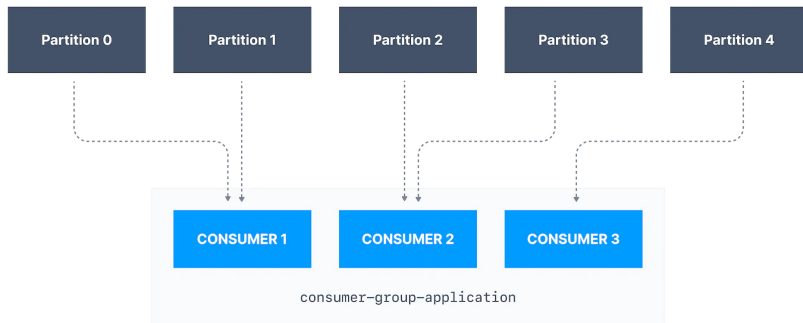 Partition 0
Partition 1
Partition 2
Partition 3
Partition 4
CONSUMER 1
CONSUMER 2
CONSUMER 3
consumer-group-application